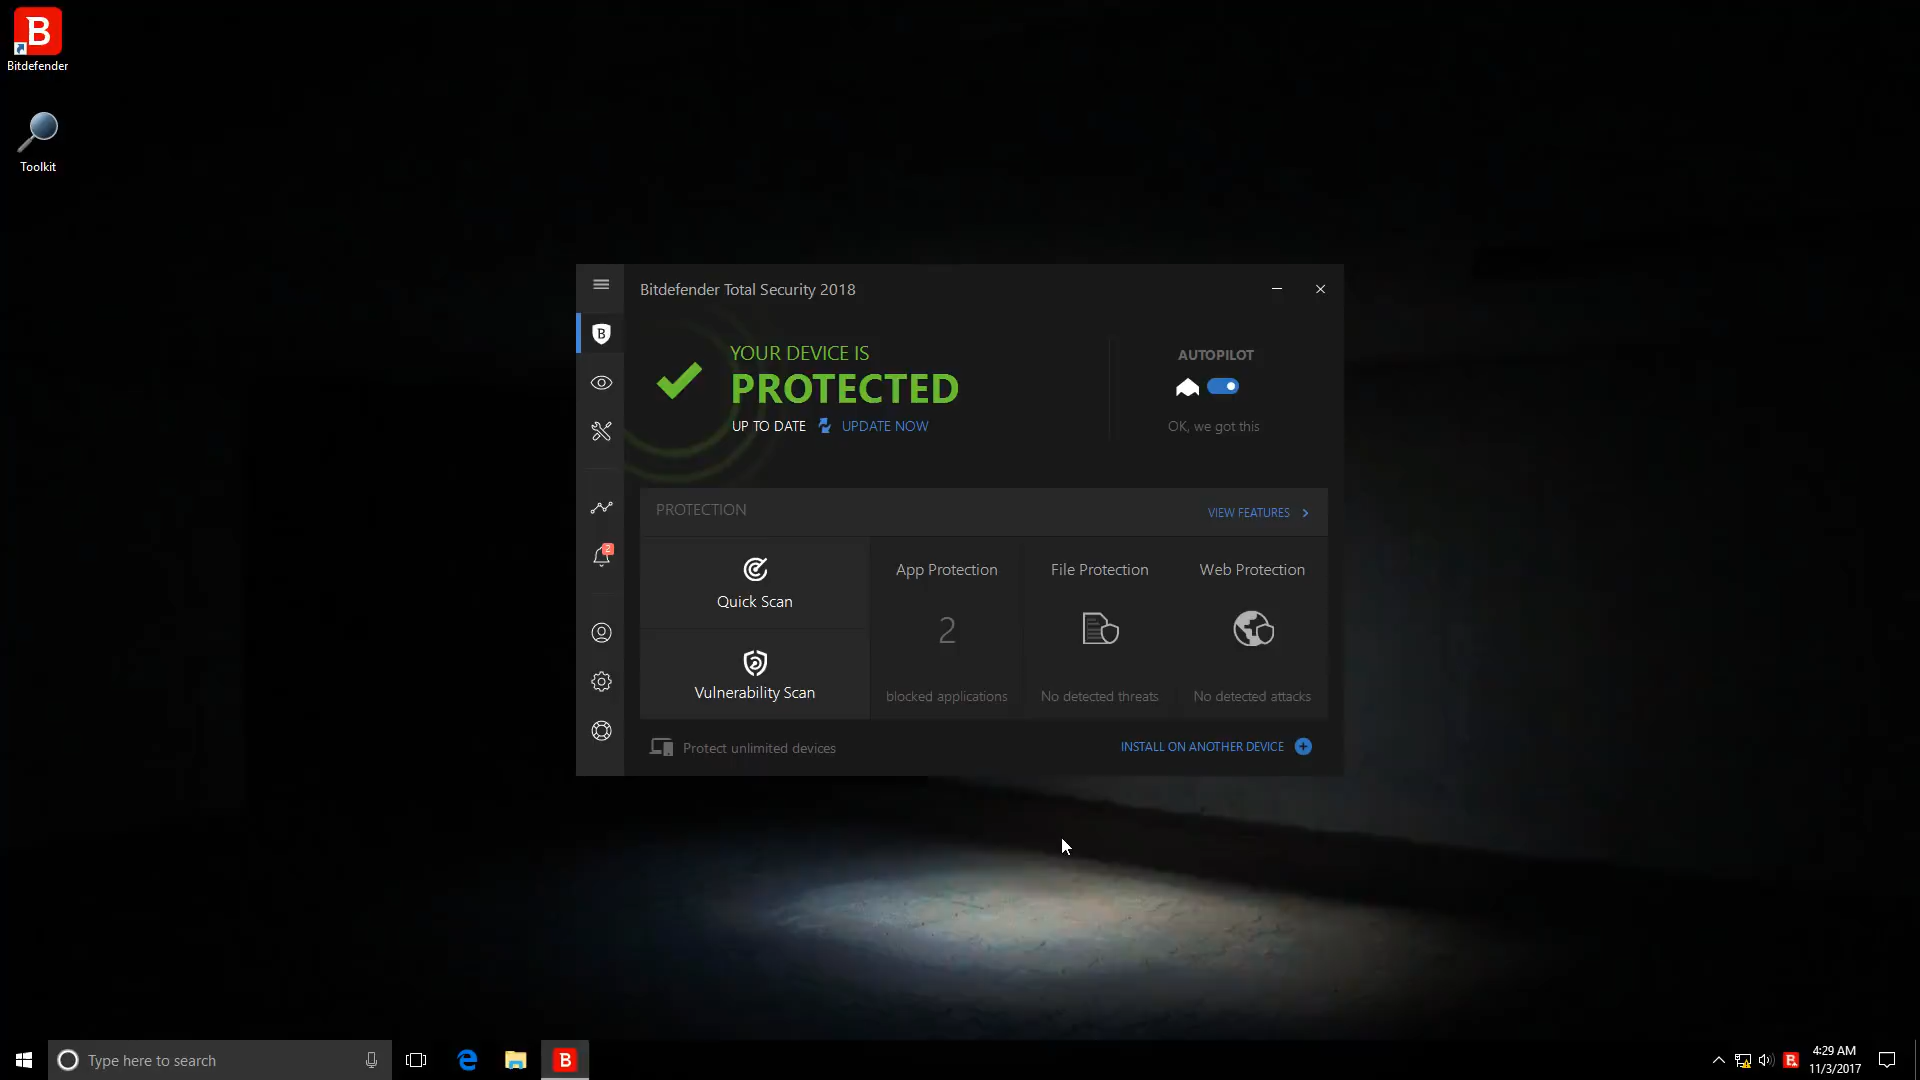 B
Bitdefender
Toolkit
Bitdefender Total Security 2018
B
YOUR DEVICE IS
PROTECTED
UP TO DATE UPDATE NOW
AUTOPILOT
OK, we got this
2
PROTECTION
VIEW FEATURES
Quick Scan
Vulnerability Scan
App Protection
2
blocked applications
File Protection
No detected threats
Web Protection
No detected attacks
Protect unlimited devices
INSTALL ON ANOTHER DEVICE
Type here to search
B
B
4:29 AM
11/3/2017